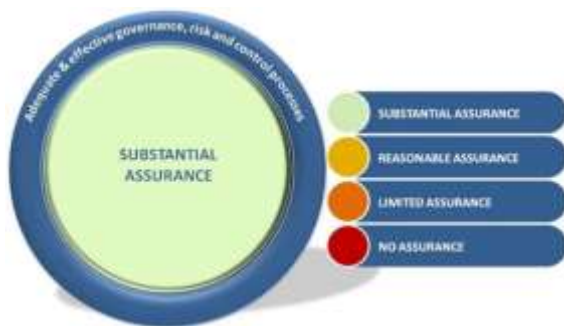 Adequate & effective governance, risk and control processes
SUBSTANTIAL
ASSURANCE
SUBSTANTIAL ASSURANCE
REASONABLE ASSURANCE
LIMITED ASSURANCE
NO ASSURANCE